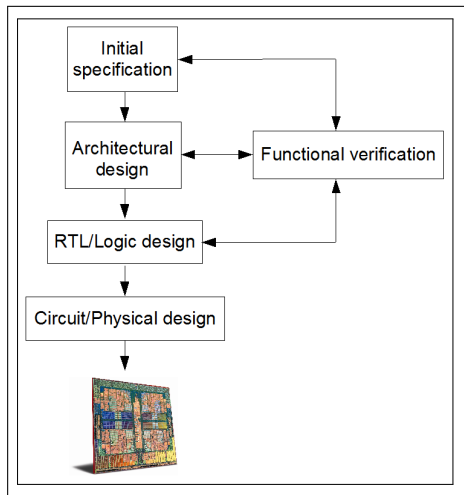 Initial
specification
Architectural
design
Functional verification
RTL/Logic design
Circuit/Physical design